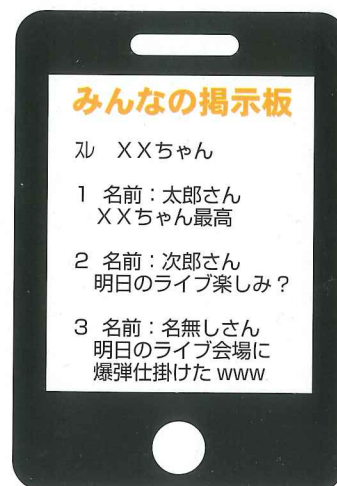 みんなの掲示板
ｽﾚ　XXちゃん
1 名前：太郎さん
XXちゃん最高
2 名前：次郎さん
明日のライブ楽しみ？
3 名前：名無しさん
明日のライブ会場に
爆弾仕掛けた www